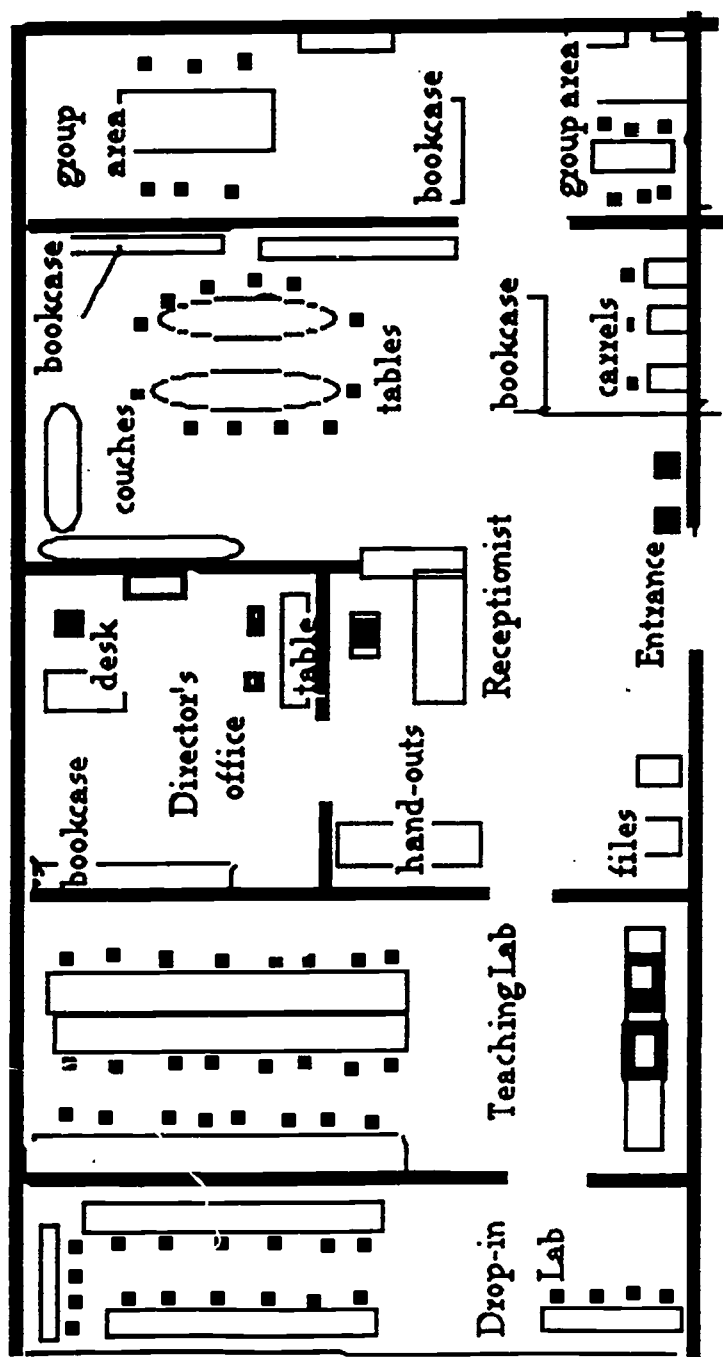 Drop-in
Lab
Teaching Lab
bookcase
desk
Director's
office
table
hand-outs
Receptionist
files
Entrance
bookcase
couches
tables
bookcase
carrels
group
area
bookcase
group area